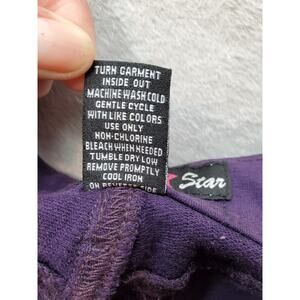 TURN GARMENT
INSIDE OUT
MACHINE WASH COLD
GENTLE CYCLE
WITH LIKE COLORS
USE ONLY
NON-CHLORINE
BLEACH WHEN NEEDED
TUMBLE DRY LOW
REMOVE PROMPTLY
COOL IRON
ON REVERSE SIDE
Star